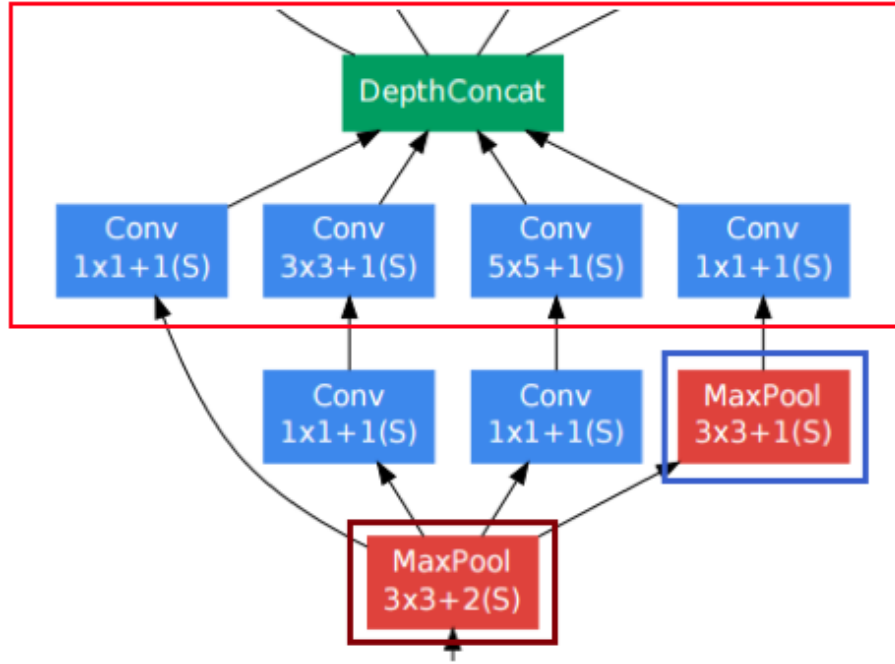 DepthConcat
Conv
1x1+1(S)
Conv
3x3+1(S)
Conv
5x5+1(S)
Conv
1x1+1(S)
Conv
1x1+1(S)
Conv
1x1+1(S)
MaxPool
3x3+1(S)
MaxPool
3x3+2(S)